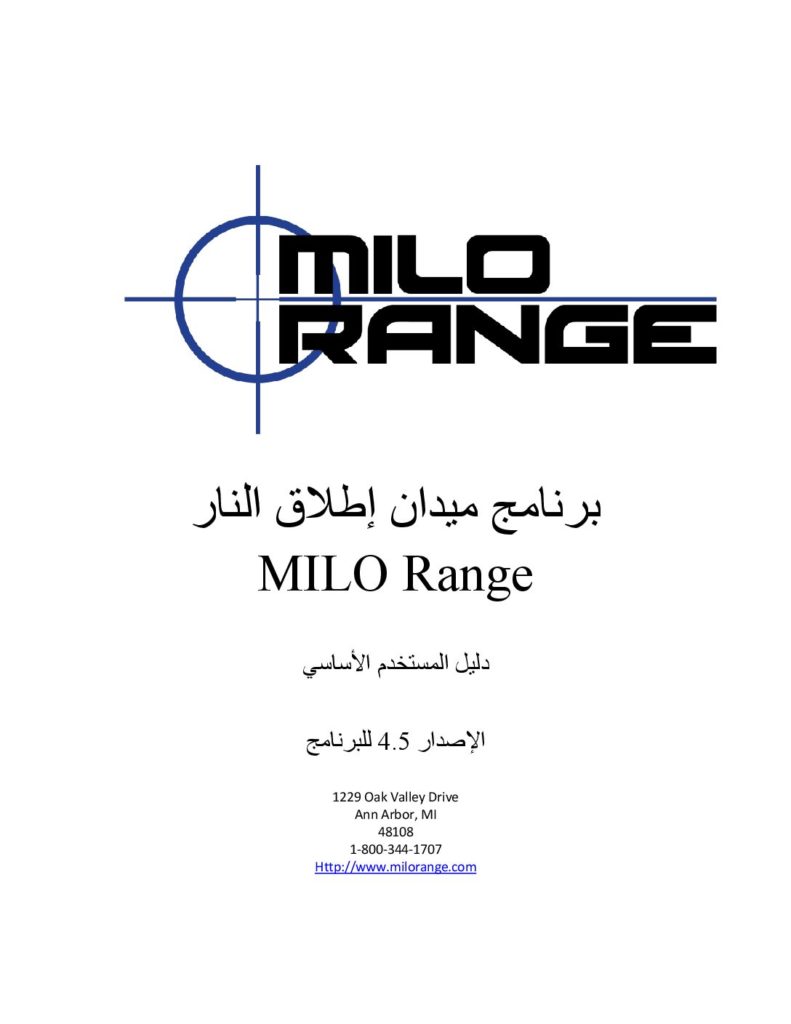 MILO
RANGE
برنامج ميدان إطلاق النار
MILO Range
دليل المستخدم الأساسي
الإصدار 4.5 للبرنامج
1229 Oak Valley Drive
Ann Arbor, MI
48108
1-800-344-1707
Http://www.milorange.com